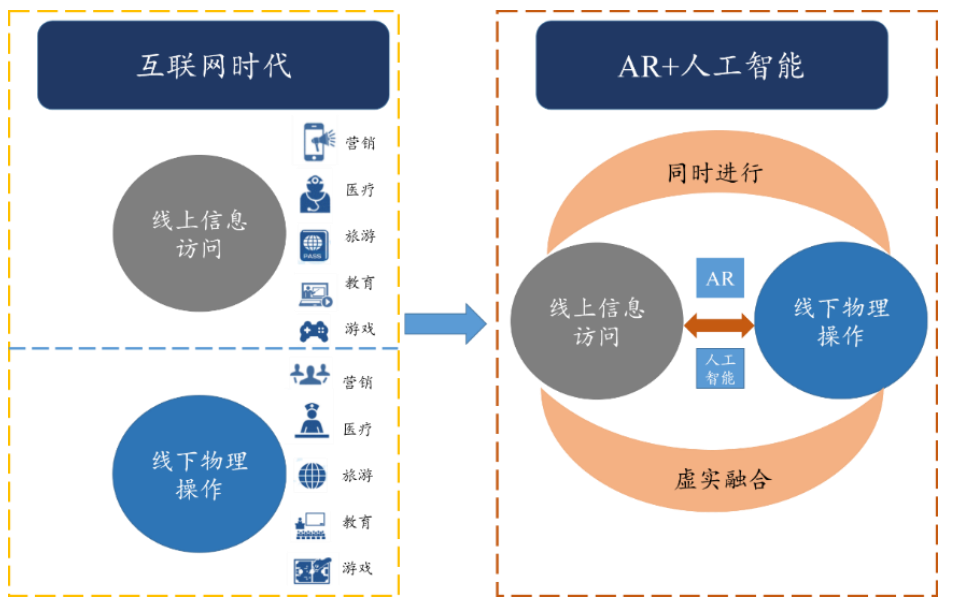 互联网时代
线上信息
访问
营销
医疗
PASS
旅游
教育
游戏
线下物理
操作
营销
医疗
旅游
教育
游戏
AR+人工智能
同时进行
线上信息
访问
AR
人工
智能
线下物理
操作
虚实融合